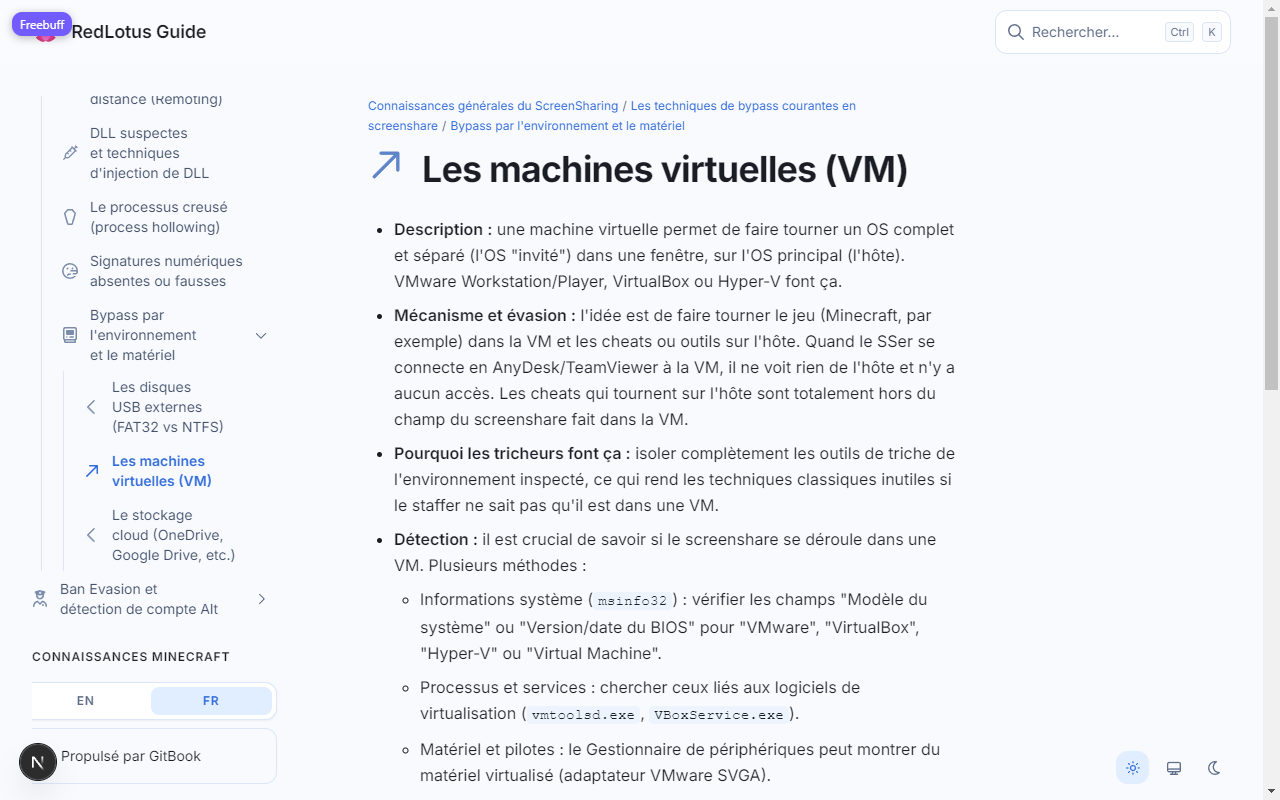 Freebuff
RedLotus Guide
Rechercher...
Ctrl
K
distance (Remoting)
DLL suspectes
et techniques
d'injection de DLL
Le processus creusé
(process hollowing)
Signatures numériques
absentes ou fausses
Bypass par
l'environnement
et le matériel
Les disques
USB externes
(FAT32 vs NTFS)
Les machines
virtuelles (VM)
Le stockage
cloud (OneDrive,
Google Drive, etc.)
Ban Evasion et
détection de compte Alt
CONNAISSANCES MINECRAFT
EN
FR
N
Propulsé par GitBook
Connaissances générales du ScreenSharing / Les techniques de bypass courantes en
screenshare / Bypass par l'environnement et le matériel
Les machines virtuelles (VM)
• Description : une machine virtuelle permet de faire tourner un OS complet
et séparé (l'OS "invité") dans une fenêtre, sur l'OS principal (l'hôte).
VMware Workstation/Player, VirtualBox ou Hyper-V font ça.
• Mécanisme et évasion : l'idée est de faire tourner le jeu (Minecraft, par
exemple) dans la VM et les cheats ou outils sur l'hôte. Quand le SSer se
connecte en AnyDesk/TeamViewer à la VM, il ne voit rien de l'hôte et n'y a
aucun accès. Les cheats qui tournent sur l'hôte sont totalement hors du
champ du screenshare fait dans la VM.
• Pourquoi les tricheurs font ça : isoler complètement les outils de triche de
l'environnement inspecté, ce qui rend les techniques classiques inutiles si
le staffer ne sait pas qu'il est dans une VM.
• Détection : il est crucial de savoir si le screenshare se déroule dans une
VM. Plusieurs méthodes :
◦ Informations système ( msinfo32 ) : vérifier les champs "Modèle du
système" ou "Version/date du BIOS" pour "VMware", "VirtualBox",
"Hyper-V" ou "Virtual Machine".
◦ Processus et services : chercher ceux liés aux logiciels de
virtualisation ( vmtoolsd.exe , VBoxService.exe ).
◦ Matériel et pilotes : le Gestionnaire de périphériques peut montrer du
matériel virtualisé (adaptateur VMware SVGA).